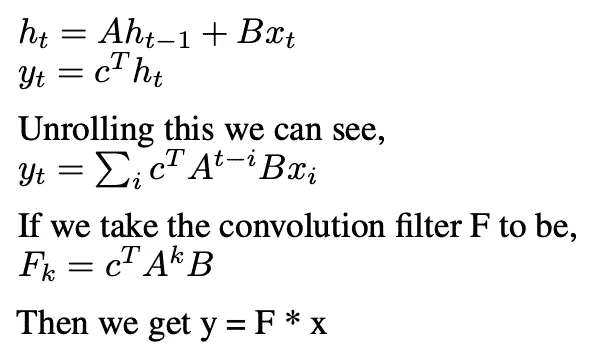 h_t = Ah_{t-1} + Bx_t
y_t = c^T h_t
Unrolling this we can see,
y_t = \sum_i c^T A^{t-i} Bx_i
If we take the convolution filter F to be,
F_k = c^T A^k B
Then we get y = F * x